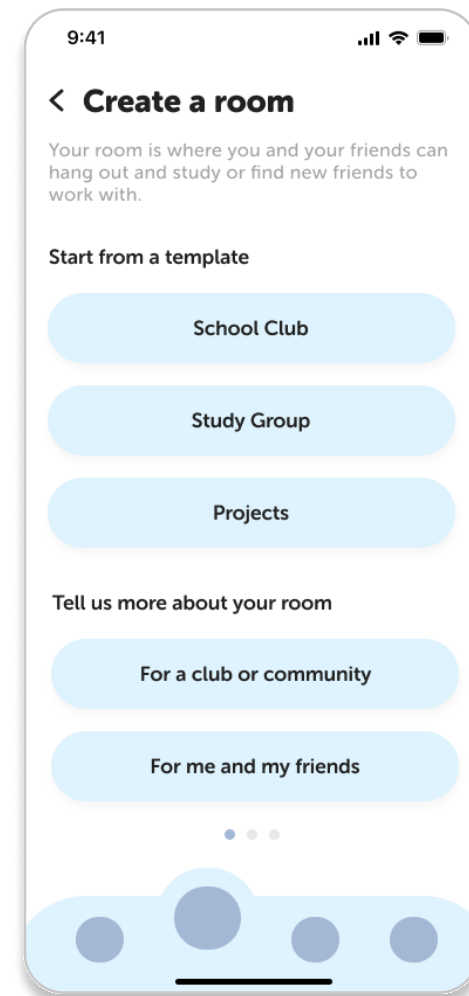 9:41
Create a room
Your room is where you and your friends can
hang out and study or find new friends to
work with.
Start from a template
School Club
Study Group
Projects
Tell us more about your room
For a club or community
For me and my friends